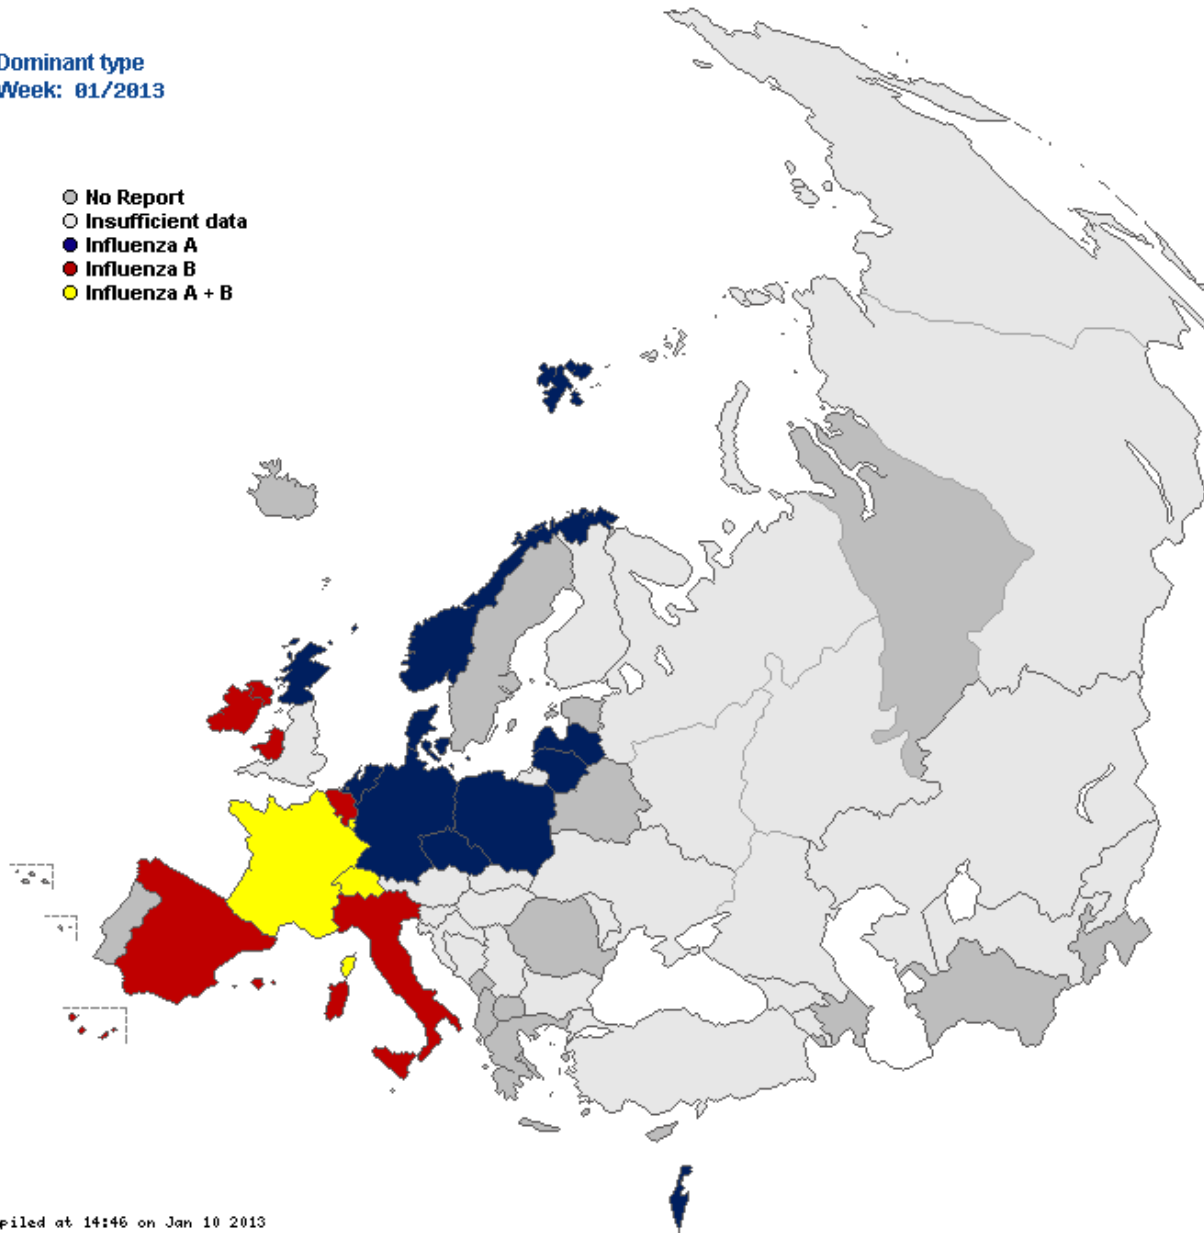 Dominant type
Week: 01/2013
No Report
Insufficient data
Influenza A
Influenza B
Influenza A + B
piled at 14:46 on Jan 10 2013